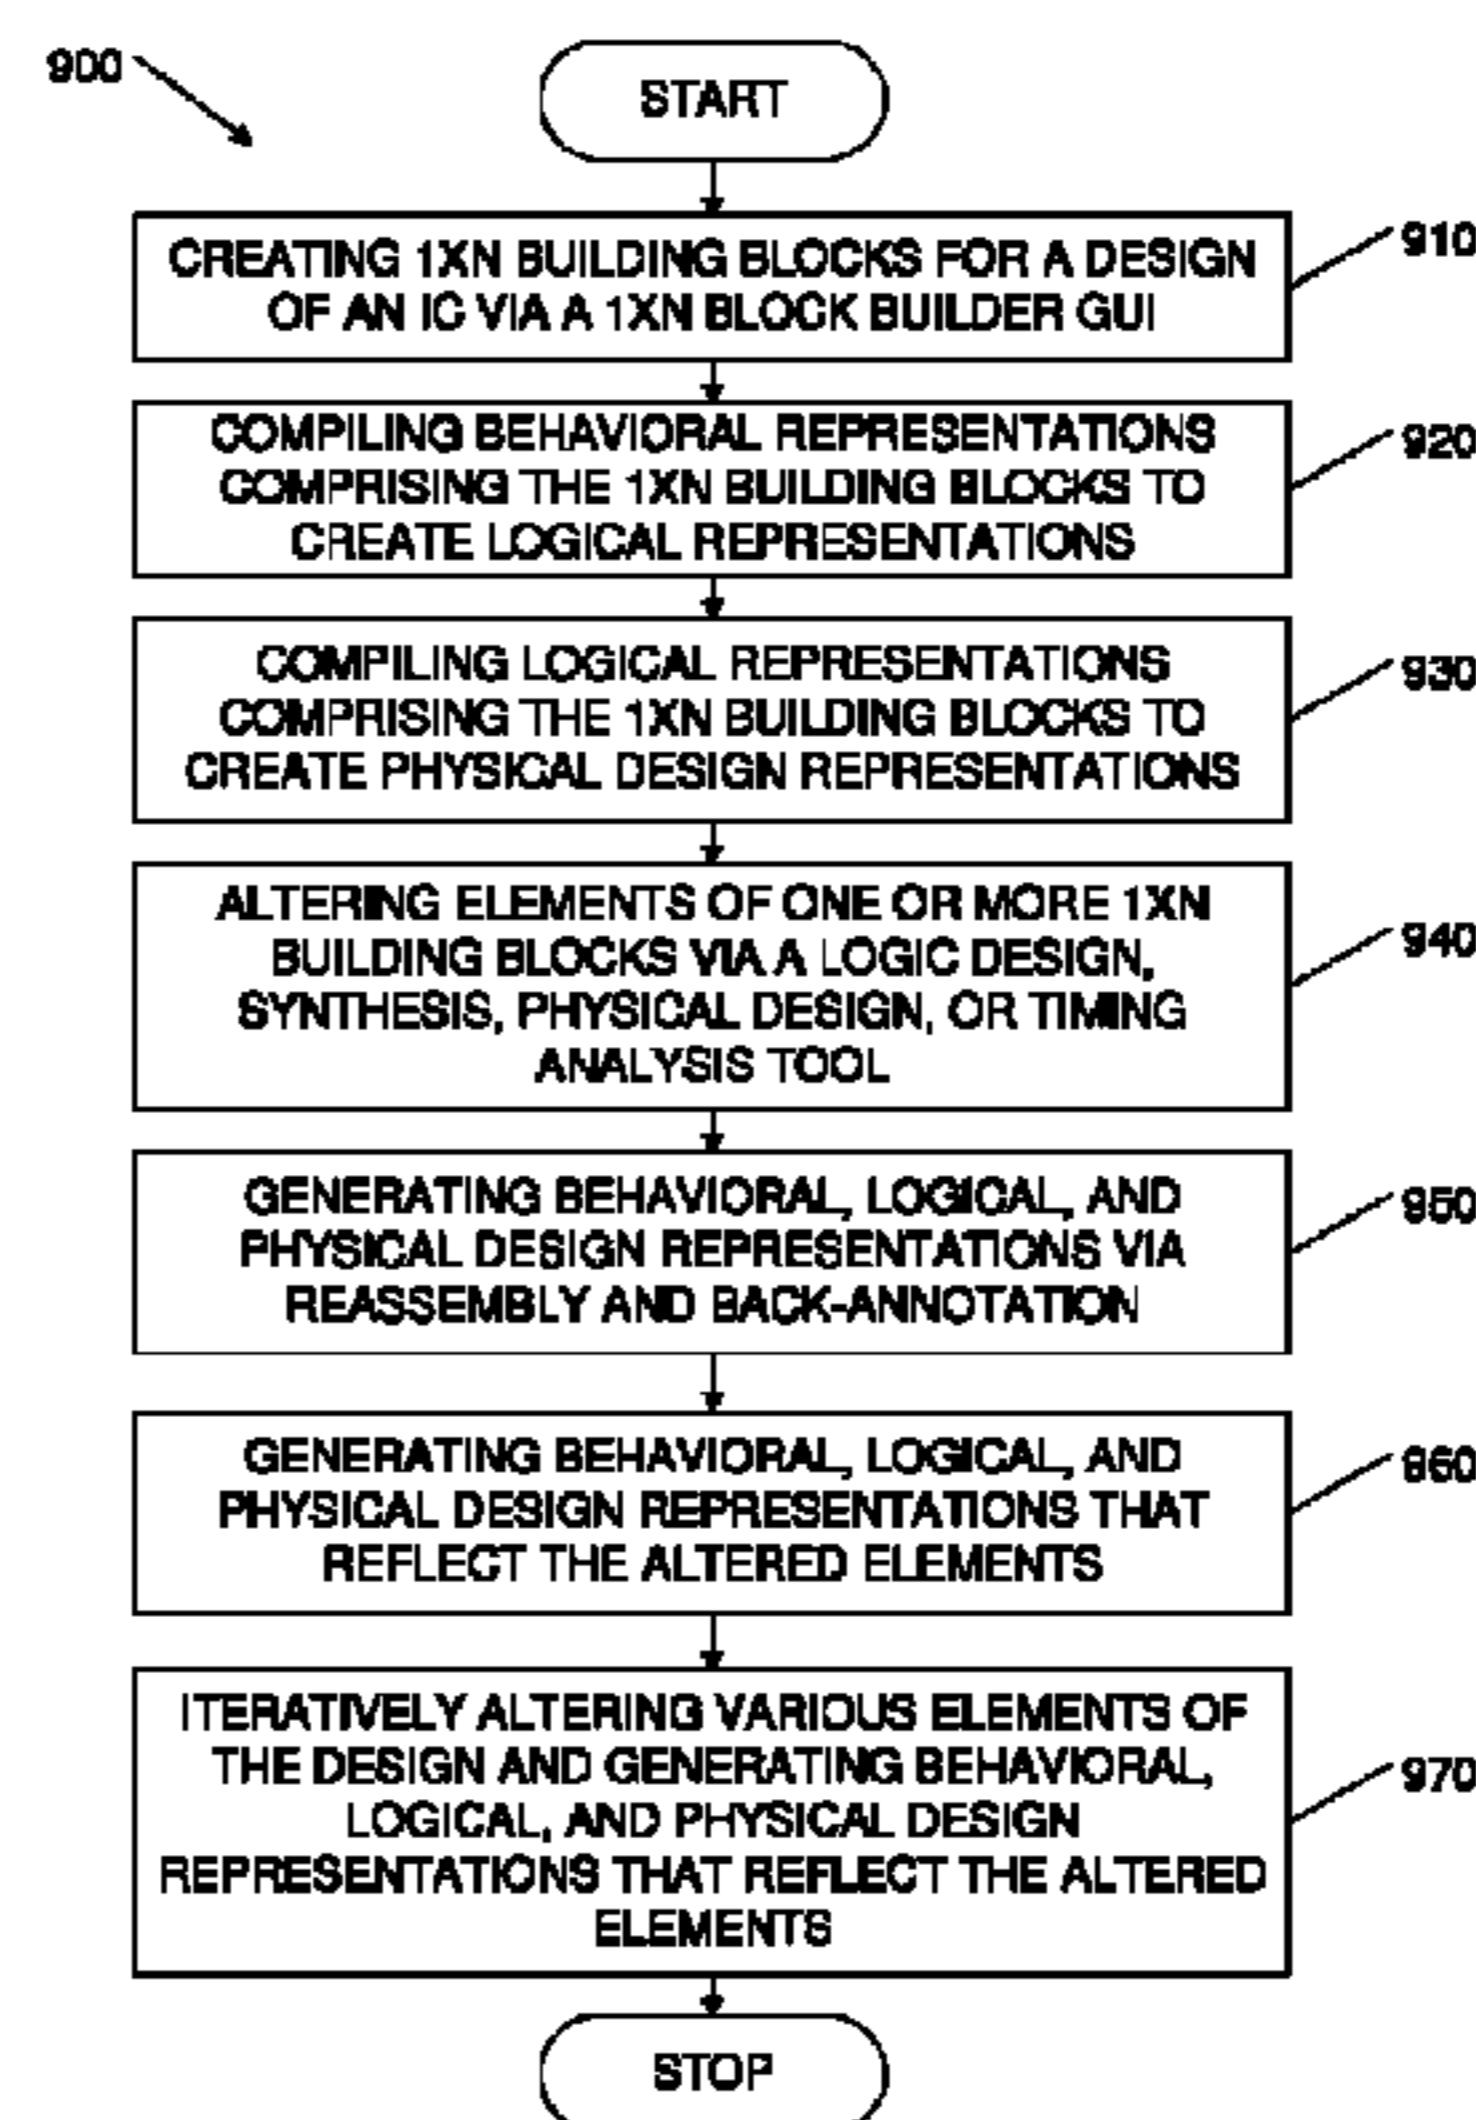 900
START
CREATING 1XN BUILDING BLOCKS FOR A DESIGN
OF AN IC VIA A 1XN BLOCK BUILDER GUI
910
COMPILING BEHAVIORAL REPRESENTATIONS
COMPRISING THE 1XN BUILDING BLOCKS TO
CREATE LOGICAL REPRESENTATIONS
920
COMPILING LOGICAL REPRESENTATIONS
COMPRISING THE 1XN BUILDING BLOCKS TO
CREATE PHYSICAL DESIGN REPRESENTATIONS
930
ALTERING ELEMENTS OF ONE OR MORE 1XN
BUILDING BLOCKS VIA A LOGIC DESIGN,
SYNTHESIS, PHYSICAL DESIGN, OR TIMING
ANALYSIS TOOL
940
GENERATING BEHAVIORAL, LOGICAL, AND
PHYSICAL DESIGN REPRESENTATIONS VIA
REASSEMBLY AND BACK-ANNOTATION
950
GENERATING BEHAVIORAL, LOGICAL, AND
PHYSICAL DESIGN REPRESENTATIONS THAT
REFLECT THE ALTERED ELEMENTS
960
ITERATIVELY ALTERING VARIOUS ELEMENTS OF
THE DESIGN AND GENERATING BEHAVIORAL,
LOGICAL, AND PHYSICAL DESIGN
REPRESENTATIONS THAT REFLECT THE ALTERED
ELEMENTS
970
STOP